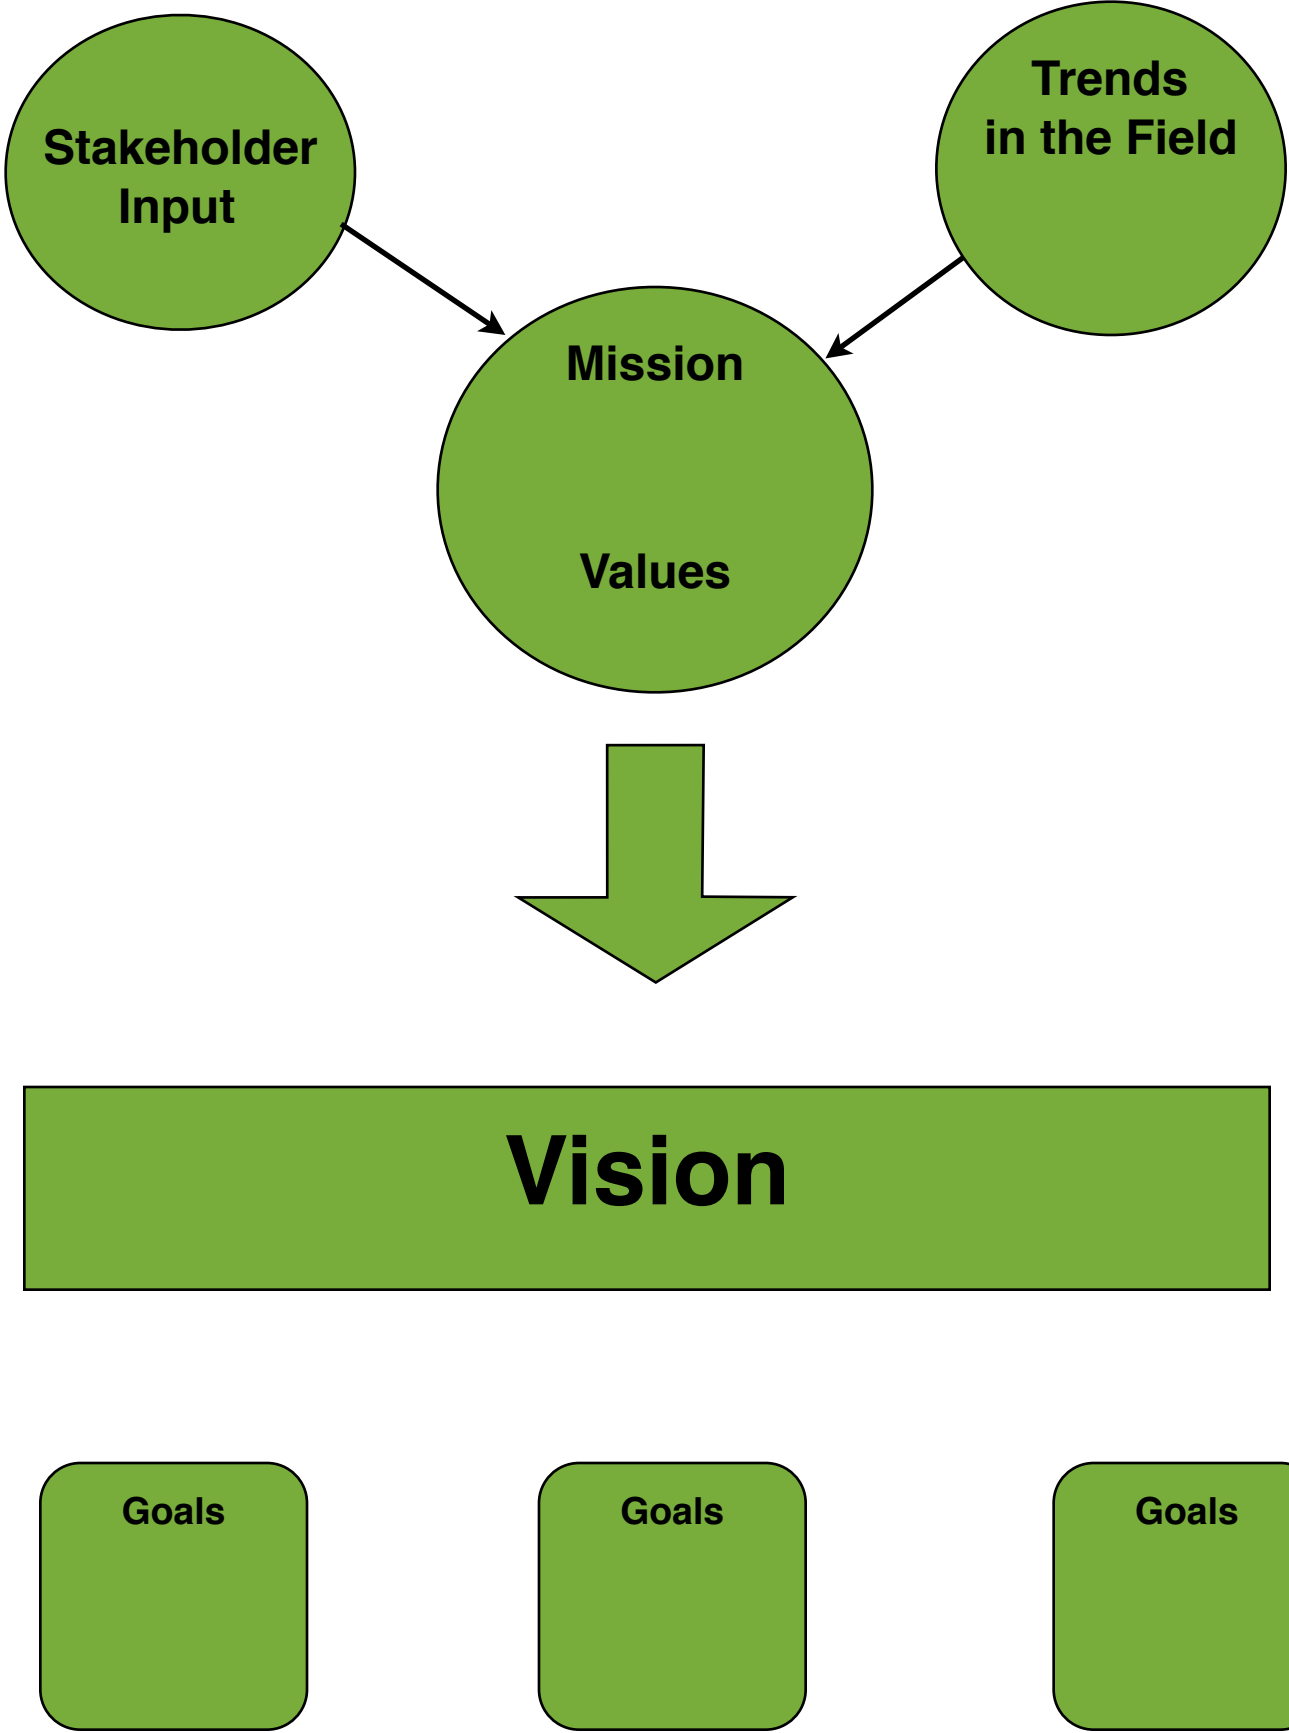 Stakeholder
Input
Trends
in the Field
Mission
Values
Vision
Goals
Goals
Goals